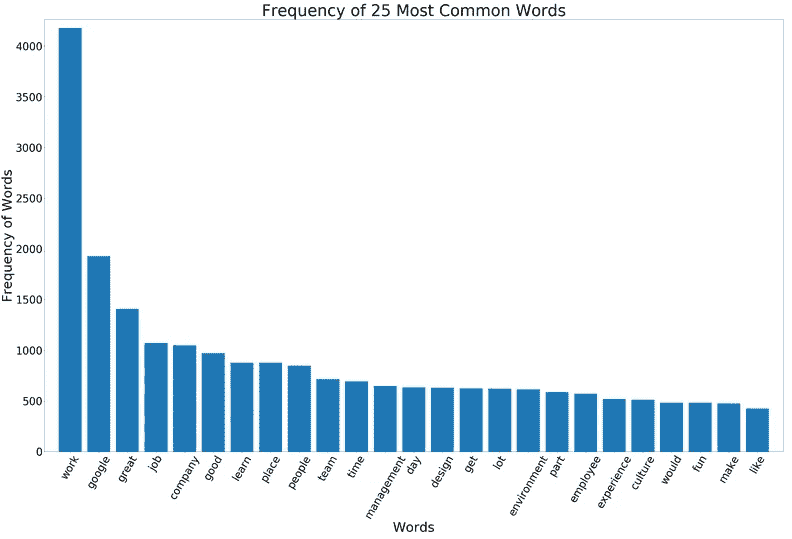 Frequency of 25 Most Common Words
Frequency of Words
4000
3500
3000
2500
2000
1500
1000
500
0
work
google
great
job
company
good
learn
place
people
team
time
management
day
design
get
lot
environment
part
employee
experience
culture
would
fun
make
like
Words